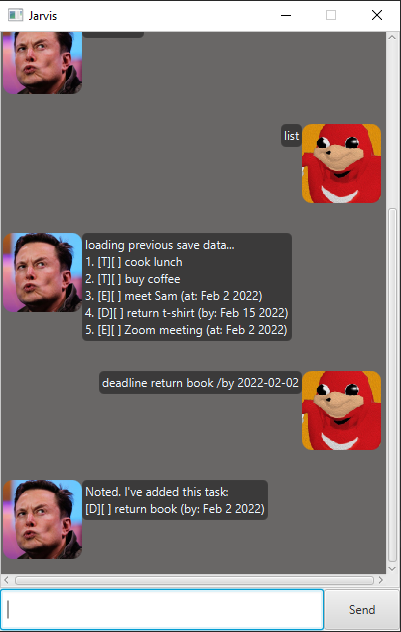 Jarvis
list
loading previous save data...
1. [T][ ] cook lunch
2. [T][ ] buy coffee
3. [E][ ] meet Sam (at: Feb 2 2022)
4. [D][ ] return t-shirt (by: Feb 15 2022)
5. [E][ ] Zoom meeting (at: Feb 2 2022)
deadline return book /by 2022-02-02
Noted. I've added this task:
[D][ ] return book (by: Feb 2 2022)
Send